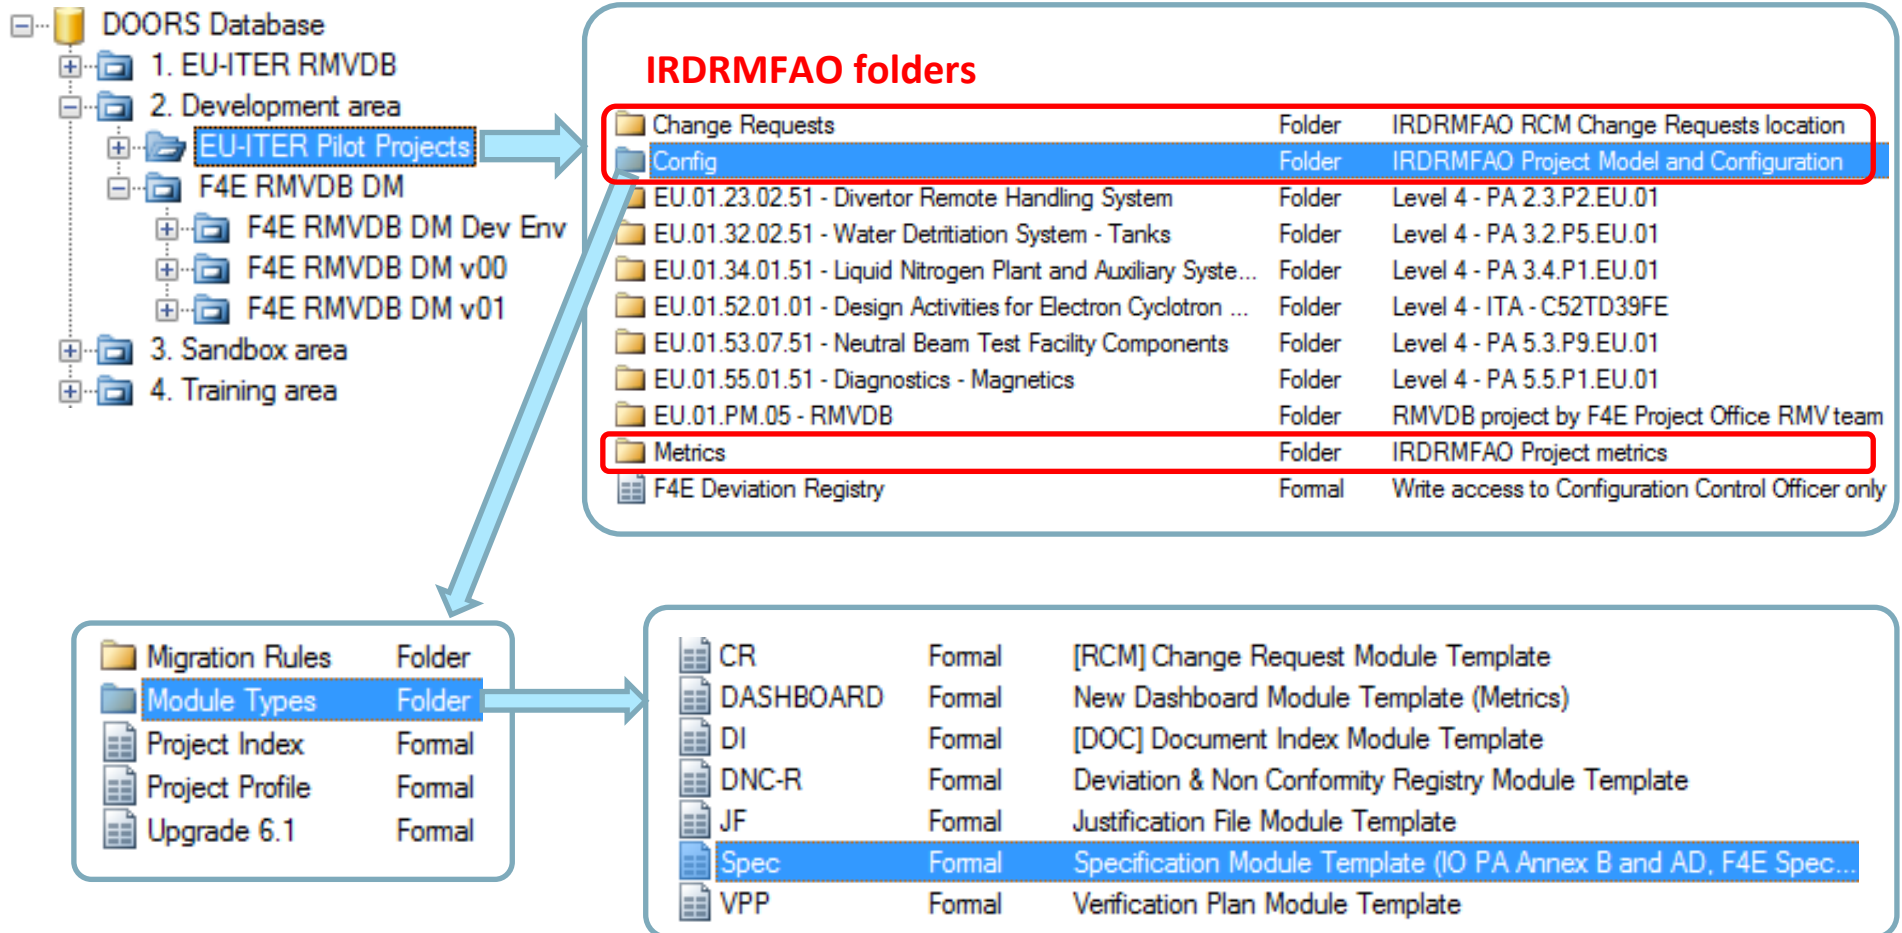 DOORS Database
1. EU-ITER RMVDB
2. Development area
EU-ITER Pilot Projects
F4E RMVDB DM
F4E RMVDB DM Dev Env
F4E RMVDB DM v00
F4E RMVDB DM v01
3. Sandbox area
4. Training area
IRDRMFAO folders
Change Requests Folder IRDRMFAO RCM Change Requests location
Config Folder IRDRMFAO Project Model and Configuration
EU.01.23.02.51 - Divertor Remote Handling System Folder Level 4 - PA 2.3.P2.EU.01
EU.01.32.02.51 - Water Detritiation System - Tanks Folder Level 4 - PA 3.2.P5.EU.01
EU.01.34.01.51 - Liquid Nitrogen Plant and Auxiliary Syste... Folder Level 4 - PA 3.4.P1.EU.01
EU.01.52.01.01 - Design Activities for Electron Cyclotron ... Folder Level 4 - ITA - C52TD39FE
EU.01.53.07.51 - Neutral Beam Test Facility Components Folder Level 4 - PA 5.3.P9.EU.01
EU.01.55.01.51 - Diagnostics - Magnetics Folder Level 4 - PA 5.5.P1.EU.01
EU.01.PM.05 - RMVDB Folder RMVDB project by F4E Project Office RMV team
Metrics Folder IRDRMFAO Project metrics
F4E Deviation Registry Formal Write access to Configuration Control Officer only
Migration Rules Folder
Module Types Folder
Project Index Formal
Project Profile Formal
Upgrade 6.1 Formal
CR Formal [RCM] Change Request Module Template
DASHBOARD Formal New Dashboard Module Template (Metrics)
DI Formal [DOC] Document Index Module Template
DNC-R Formal Deviation & Non Conformity Registry Module Template
JF Formal Justification File Module Template
Spec Formal Specification Module Template (IO PA Annex B and AD, F4E Spec...
VPP Formal Verification Plan Module Template